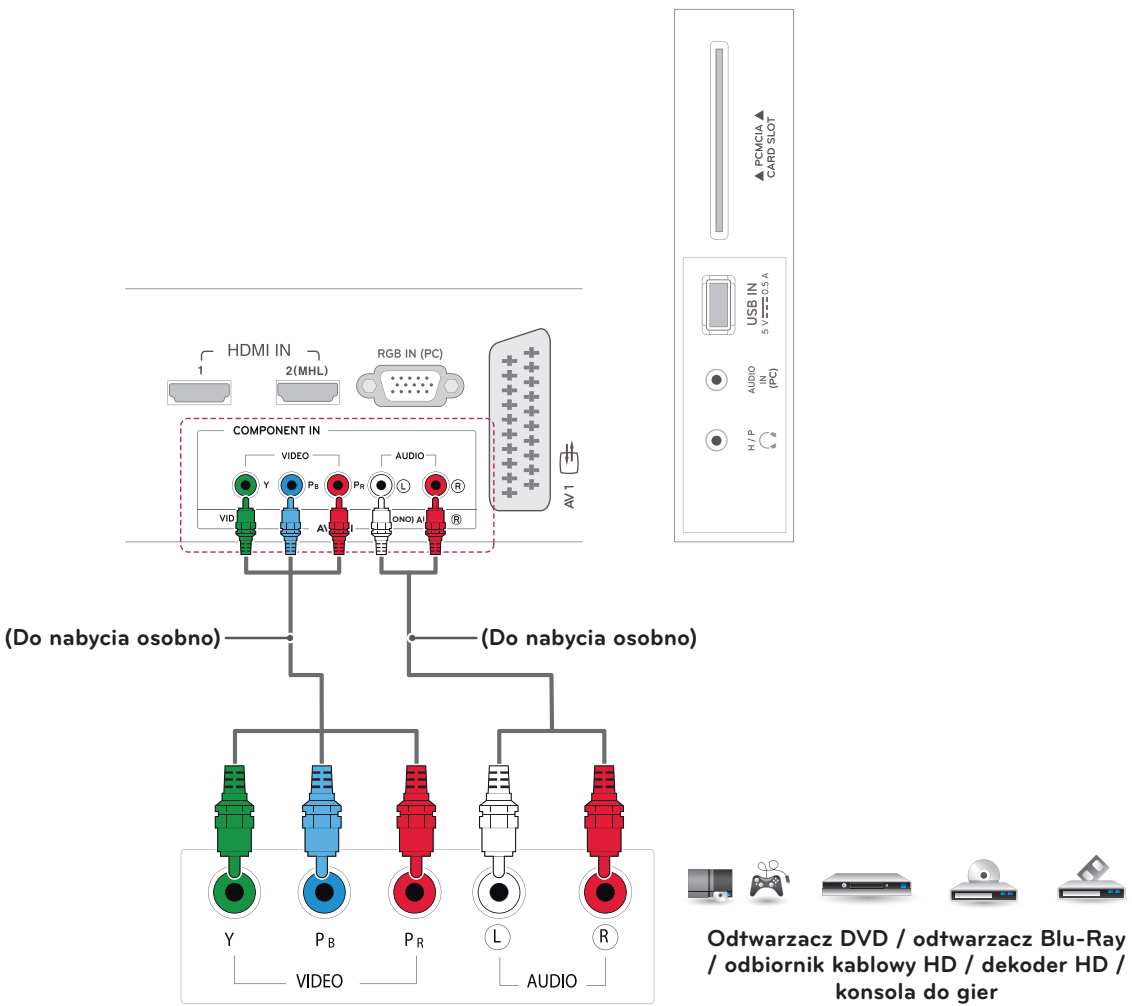 ▲ PCMCIA ▲
CARD SLOT
USB IN
5 V 0.5 A
AUDIO
IN
(PC)
H / P
HDMI IN
1
2(MHL)
RGB IN (PC)
AV 1
COMPONENT IN
VIDEO
AUDIO
Y
PB
PR
L
R
R
(Do nabycia osobno)
(Do nabycia osobno)
Y
PB
PR
L
R
VIDEO
AUDIO
Odtwarzacz DVD / odtwarzacz Blu-Ray
/ odbiornik kablowy HD / dekoder HD /
konsola do gier